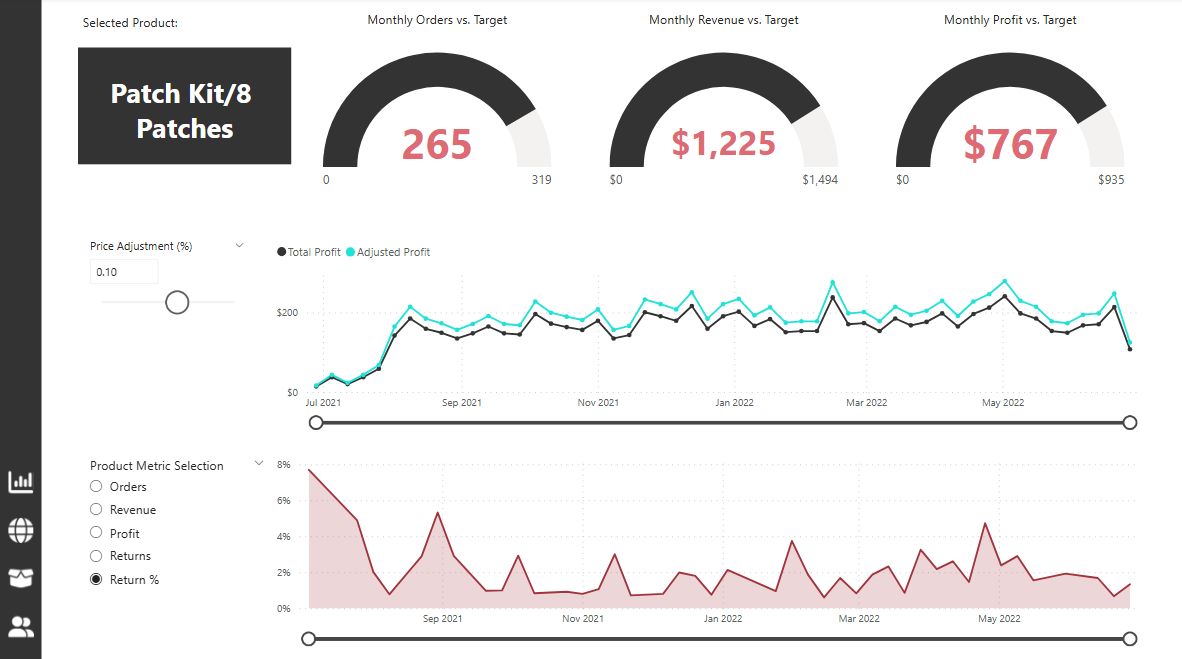 Selected Product:
Patch Kit/8
Patches
Monthly Orders vs. Target
265
0
319
Monthly Revenue vs. Target
$1,225
$0
$1,494
Monthly Profit vs. Target
$767
$0
$935
Price Adjustment (%)
0.10
Total Profit
Adjusted Profit
$200
$0
Jul 2021
Sep 2021
Nov 2021
Jan 2022
Mar 2022
May 2022
Product Metric Selection
Orders
Revenue
Profit
Returns
Return %
8%
6%
4%
2%
0%
Sep 2021
Nov 2021
Jan 2022
Mar 2022
May 2022